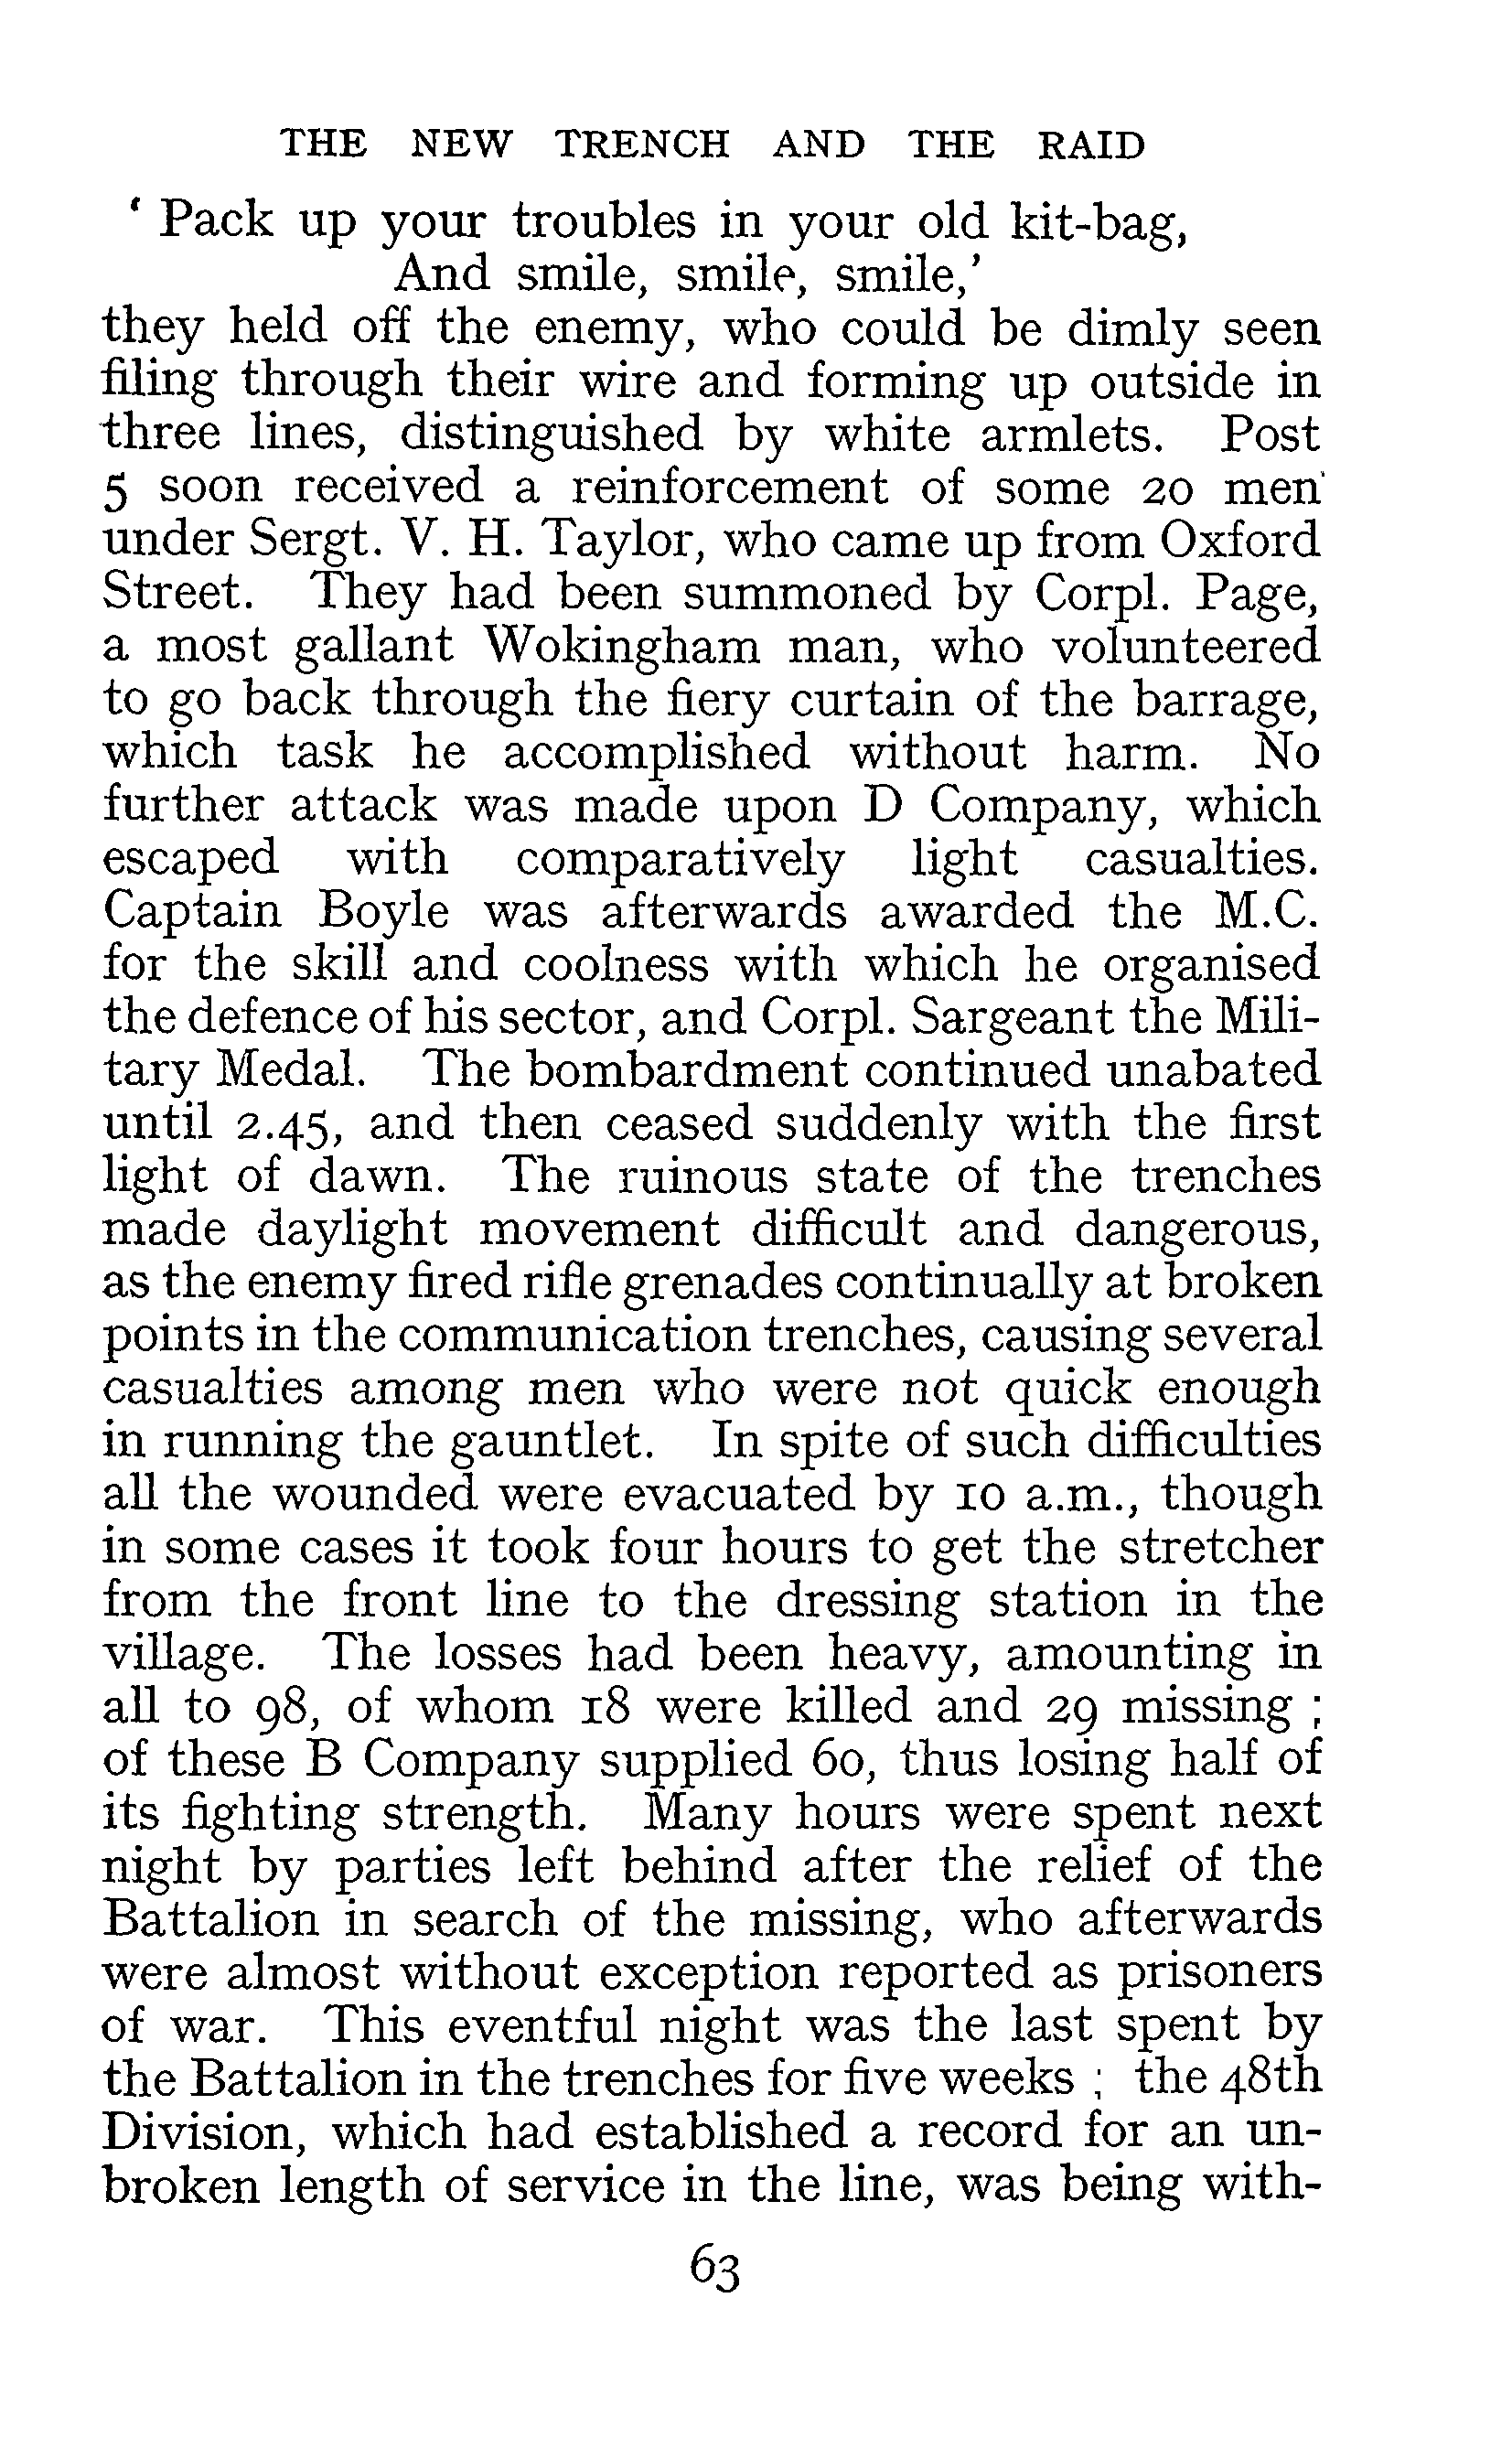 THE NEW TRENCH AND THE RAID
‘ Pack up your troubles in your old kit-bag,
And smile, smile, smile,’
they held off the enemy, who could be dimly seen
filing through their wire and forming up outside in
three lines, distinguished by white armlets. Post
5 soon received a reinforcement of some 20 men
under Sergt. V. H. Taylor, who came up from Oxford
Street. They had been summoned by Corpl. Page,
a most gallant Wokingham man, who volunteered
to go back through the fiery curtain of the barrage,
which task he accomplished without harm. No
further attack was made upon D Company, which
escaped with comparatively light casualties.
Captain Boyle was afterwards awarded the M.C.
for the skill and coolness with which he organised
the defence of his sector, and Corpl. Sargeant the Mili-
tary Medal. The bombardment continued unabated
until 2.45, and then ceased suddenly with the first
light of dawn. The ruinous state of the trenches
made daylight movement difficult and dangerous,
as the enemy fired rifle grenades continually at broken
points in the communication trenches, causing several
casualties among men who were not quick enough
in running the gauntlet. In spite of such difficulties
all the wounded were evacuated by 10 a.m., though
in some cases it took four hours to get the stretcher
from the front line to the dressing station in the
village. The losses had been heavy, amounting in
all to 98, of whom 18 were killed and 29 missing ;
of these B Company supplied 60, thus losing half of
its fighting strength. Many hours were spent next
night by parties left behind after the relief of the
Battalion in search of the missing, who afterwards
were almost without exception reported as prisoners
of war. This eventful night was the last spent by
the Battalion in the trenches for five weeks ; the 48th
Division, which had established a record for an un-
broken length of service in the line, was being with-
63